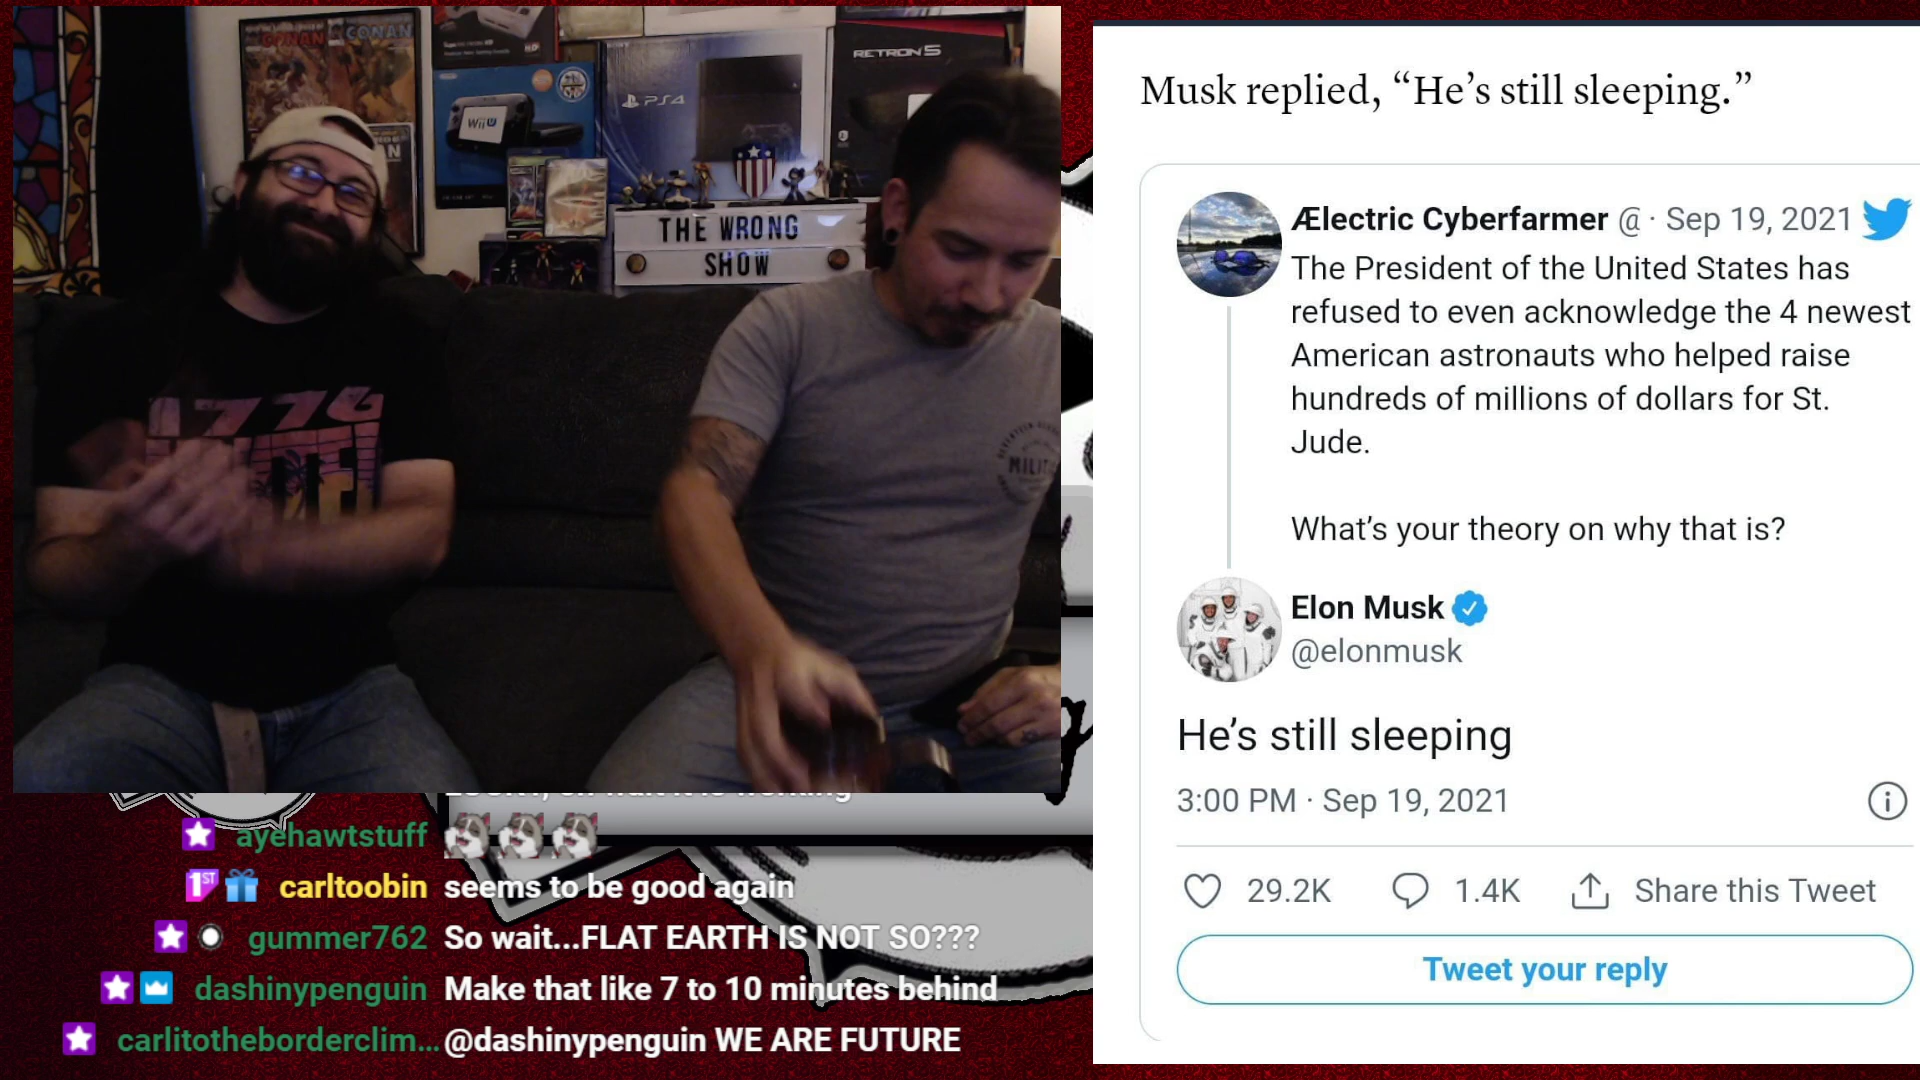 CONAN
CONAN
WiiU
PS4
RETRON 5
THE WRONG
SHOW
1776
MILIT
Musk replied, “He’s still sleeping.”
Ælectric Cyberfarmer @ · Sep 19, 2021
The President of the United States has
refused to even acknowledge the 4 newest
American astronauts who helped raise
hundreds of millions of dollars for St.
Jude.
What’s your theory on why that is?
Elon Musk
@elonmusk
He’s still sleeping
3:00 PM · Sep 19, 2021
29.2K 1.4K Share this Tweet
Tweet your reply
ayehawtstuff
1ST carltoobin seems to be good again
gummer762 So wait...FLAT EARTH IS NOT SO???
dashinypenguin Make that like 7 to 10 minutes behind
carlitotheborderclim... @dashinypenguin WE ARE FUTURE